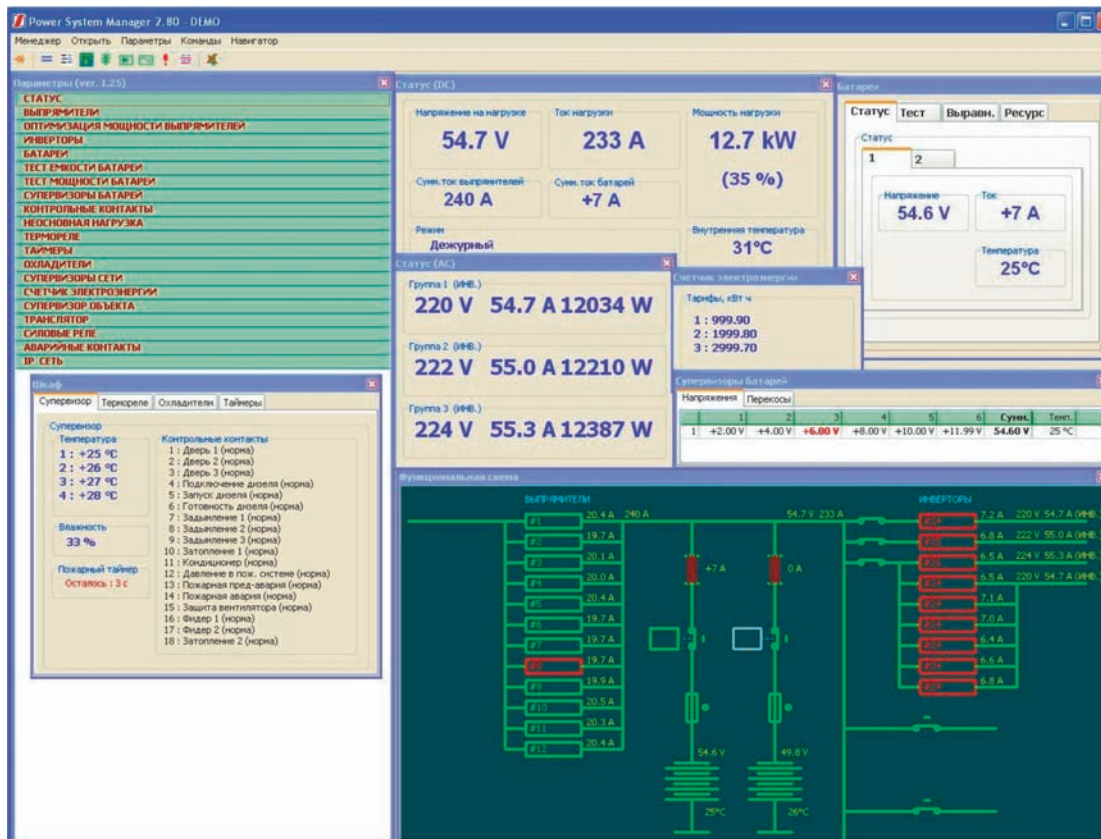 Power System Manager 2.80 - DEMO
Менеджер Открыть Параметры Команды Навигатор
Параметры (ver. 1.25)
СТАТУС
ВЫПРЯМИТЕЛИ
ОПТИМИЗАЦИЯ МОЩНОСТИ ВЫПРЯМИТЕЛЕЙ
ИНВЕРТОРЫ
БАТАРЕИ
ТЕСТ ЕМКОСТИ БАТАРЕЙ
ТЕСТ МОЩНОСТИ БАТАРЕЙ
СУПЕРВИЗОРЫ БАТАРЕЙ
КОНТРОЛЬНЫЕ КОНТАКТЫ
НЕОСНОВНАЯ НАГРУЗКА
ТЕРМОРЕЛЕ
ТАЙМЕРЫ
ОХЛАДИТЕЛИ
СУПЕРВИЗОРЫ СЕТИ
СЧЕТЧИК ЭЛЕКТРОЭНЕРГИИ
СУПЕРВИЗОР ОБЪЕКТА
ТРАНСЛЯТОР
СИЛОВЫЕ РЕЛЕ
АВАРИЙНЫЕ КОНТАКТЫ
IP СЕТЬ
Статус (DC)
Напряжение на нагрузке Ток нагрузки Мощность нагрузки
54.7 V 233 A 12.7 kW
(35 %)
Сумм. ток выпрямителей Сумм. ток батарей
240 A +7 A
Режим Внутренняя температура
Дежурный 31°C
Батареи
Статус Тест Выравн. Ресурс
Статус
1 2
Напряжение Ток
54.6 V +7 A
Температура
25°C
Статус (AC)
Группа 1 (ИНВ.)
220 V 54.7 A 12034 W
Группа 2 (ИНВ.)
222 V 55.0 A 12210 W
Группа 3 (ИНВ.)
224 V 55.3 A 12387 W
Счетчик электроэнергии
Тарифы, кВт ч
1 : 999.90
2 : 1999.80
3 : 2999.70
Супервизоры батарей
Напряжения Перекосы
1 2 3 4 5 6 Сумм. Темп.
1 +2.00 V +4.00 V +6.00 V +8.00 V +10.00 V +11.99 V 54.60 V 25 °C
Шкаф
Супервизор Термореле Охладители Таймеры
Супервизор
Температура
1 : +25 °C
2 : +26 °C
3 : +27 °C
4 : +28 °C
Влажность
33 %
Пожарный таймер
Осталось : 3 с
Контрольные контакты
1 : Дверь 1 (норма)
2 : Дверь 2 (норма)
3 : Дверь 3 (норма)
4 : Подключение дизеля (норма)
5 : Запуск дизеля (норма)
6 : Готовность дизеля (норма)
7 : Задымление 1 (норма)
8 : Задымление 2 (норма)
9 : Задымление 3 (норма)
10 : Затопление 1 (норма)
11 : Кондиционер (норма)
12 : Давление в пож. системе (норма)
13 : Пожарная пред-авария (норма)
14 : Пожарная авария (норма)
15 : Защита вентилятора (норма)
16 : Фидер 1 (норма)
17 : Фидер 2 (норма)
18 : Затопление 2 (норма)
Функциональная схема
ВЫПРЯМИТЕЛИ ИНВЕРТОРЫ
#1 20.4 A 240 A 54.7 V 233 A
#2 19.7 A
#3 20.1 A
#4 20.0 A
#5 20.4 A
#6 19.7 A
#7 19.7 A
#8 19.7 A
#9 19.9 A
#10 20.5 A
#11 20.3 A
#12 20.4 A
+7 A 0 A
54.6 V 49.8 V
25°C 26°C
7.2 A 220 V 54.7 A (ИНВ.)
6.8 A 222 V 55.0 A (ИНВ.)
6.5 A 224 V 55.3 A (ИНВ.)
6.5 A 220 V 54.7 A (ИНВ.)
7.1 A
7.0 A
6.4 A
6.6 A
6.8 A